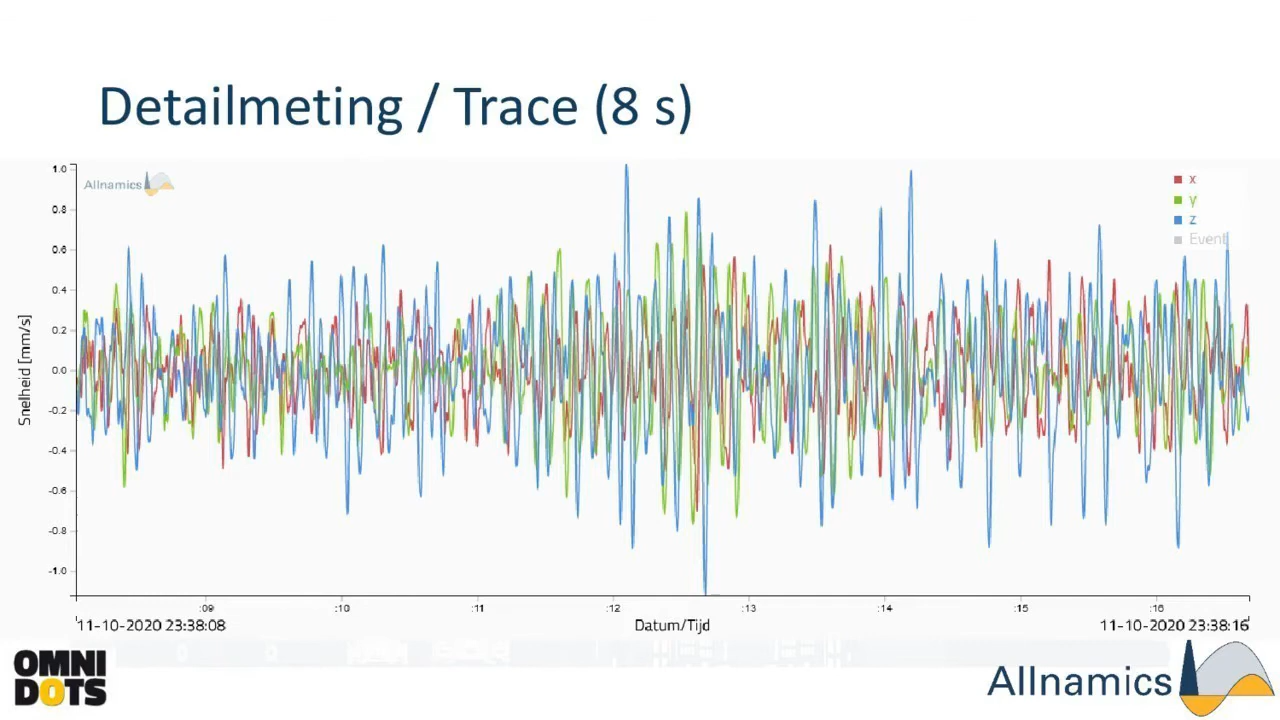 Detailmeting / Trace (8 s)
Allnamics
x
y
z
Event
1.0
0.8
0.6
0.4
0.2
0.0
-0.2
-0.4
-0.6
-0.8
-1.0
Snelheid [mm/s]
:09 :10 :11 :12 :13 :14 :15 :16
11-10-2020 23:38:08 Datum/Tijd 11-10-2020 23:38:16
OMNI
DOTS
Allnamics